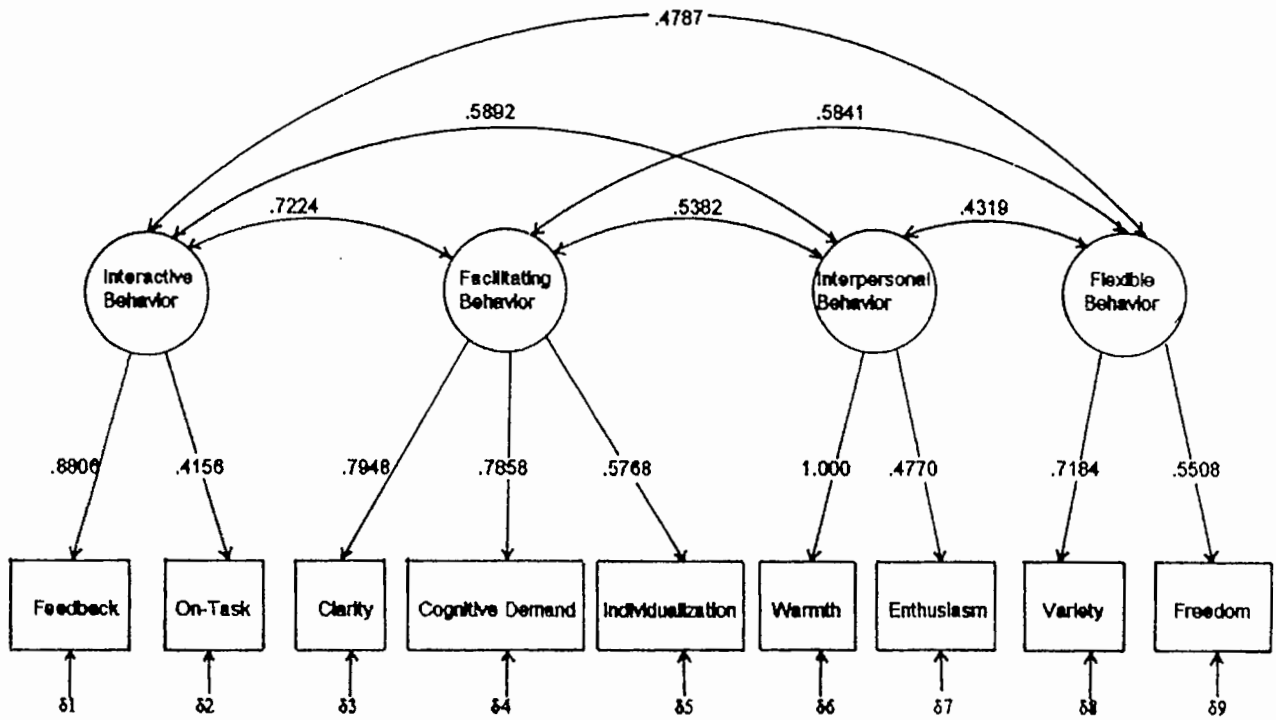 .4787
.5892
.5841
.7224
.5382
.4319
Interactive
Behavior
Facilitating
Behavior
Interpersonal
Behavior
Flexible
Behavior
.8806
.4156
.7946
.7858
.5768
1.000
.4770
.7184
.5508
Feedback
On-Task
Clarity
Cognitive Demand
Individualization
Warmth
Enthusiasm
Variety
Freedom
δ1
δ2
δ3
δ4
δ5
δ6
δ7
δ8
δ9